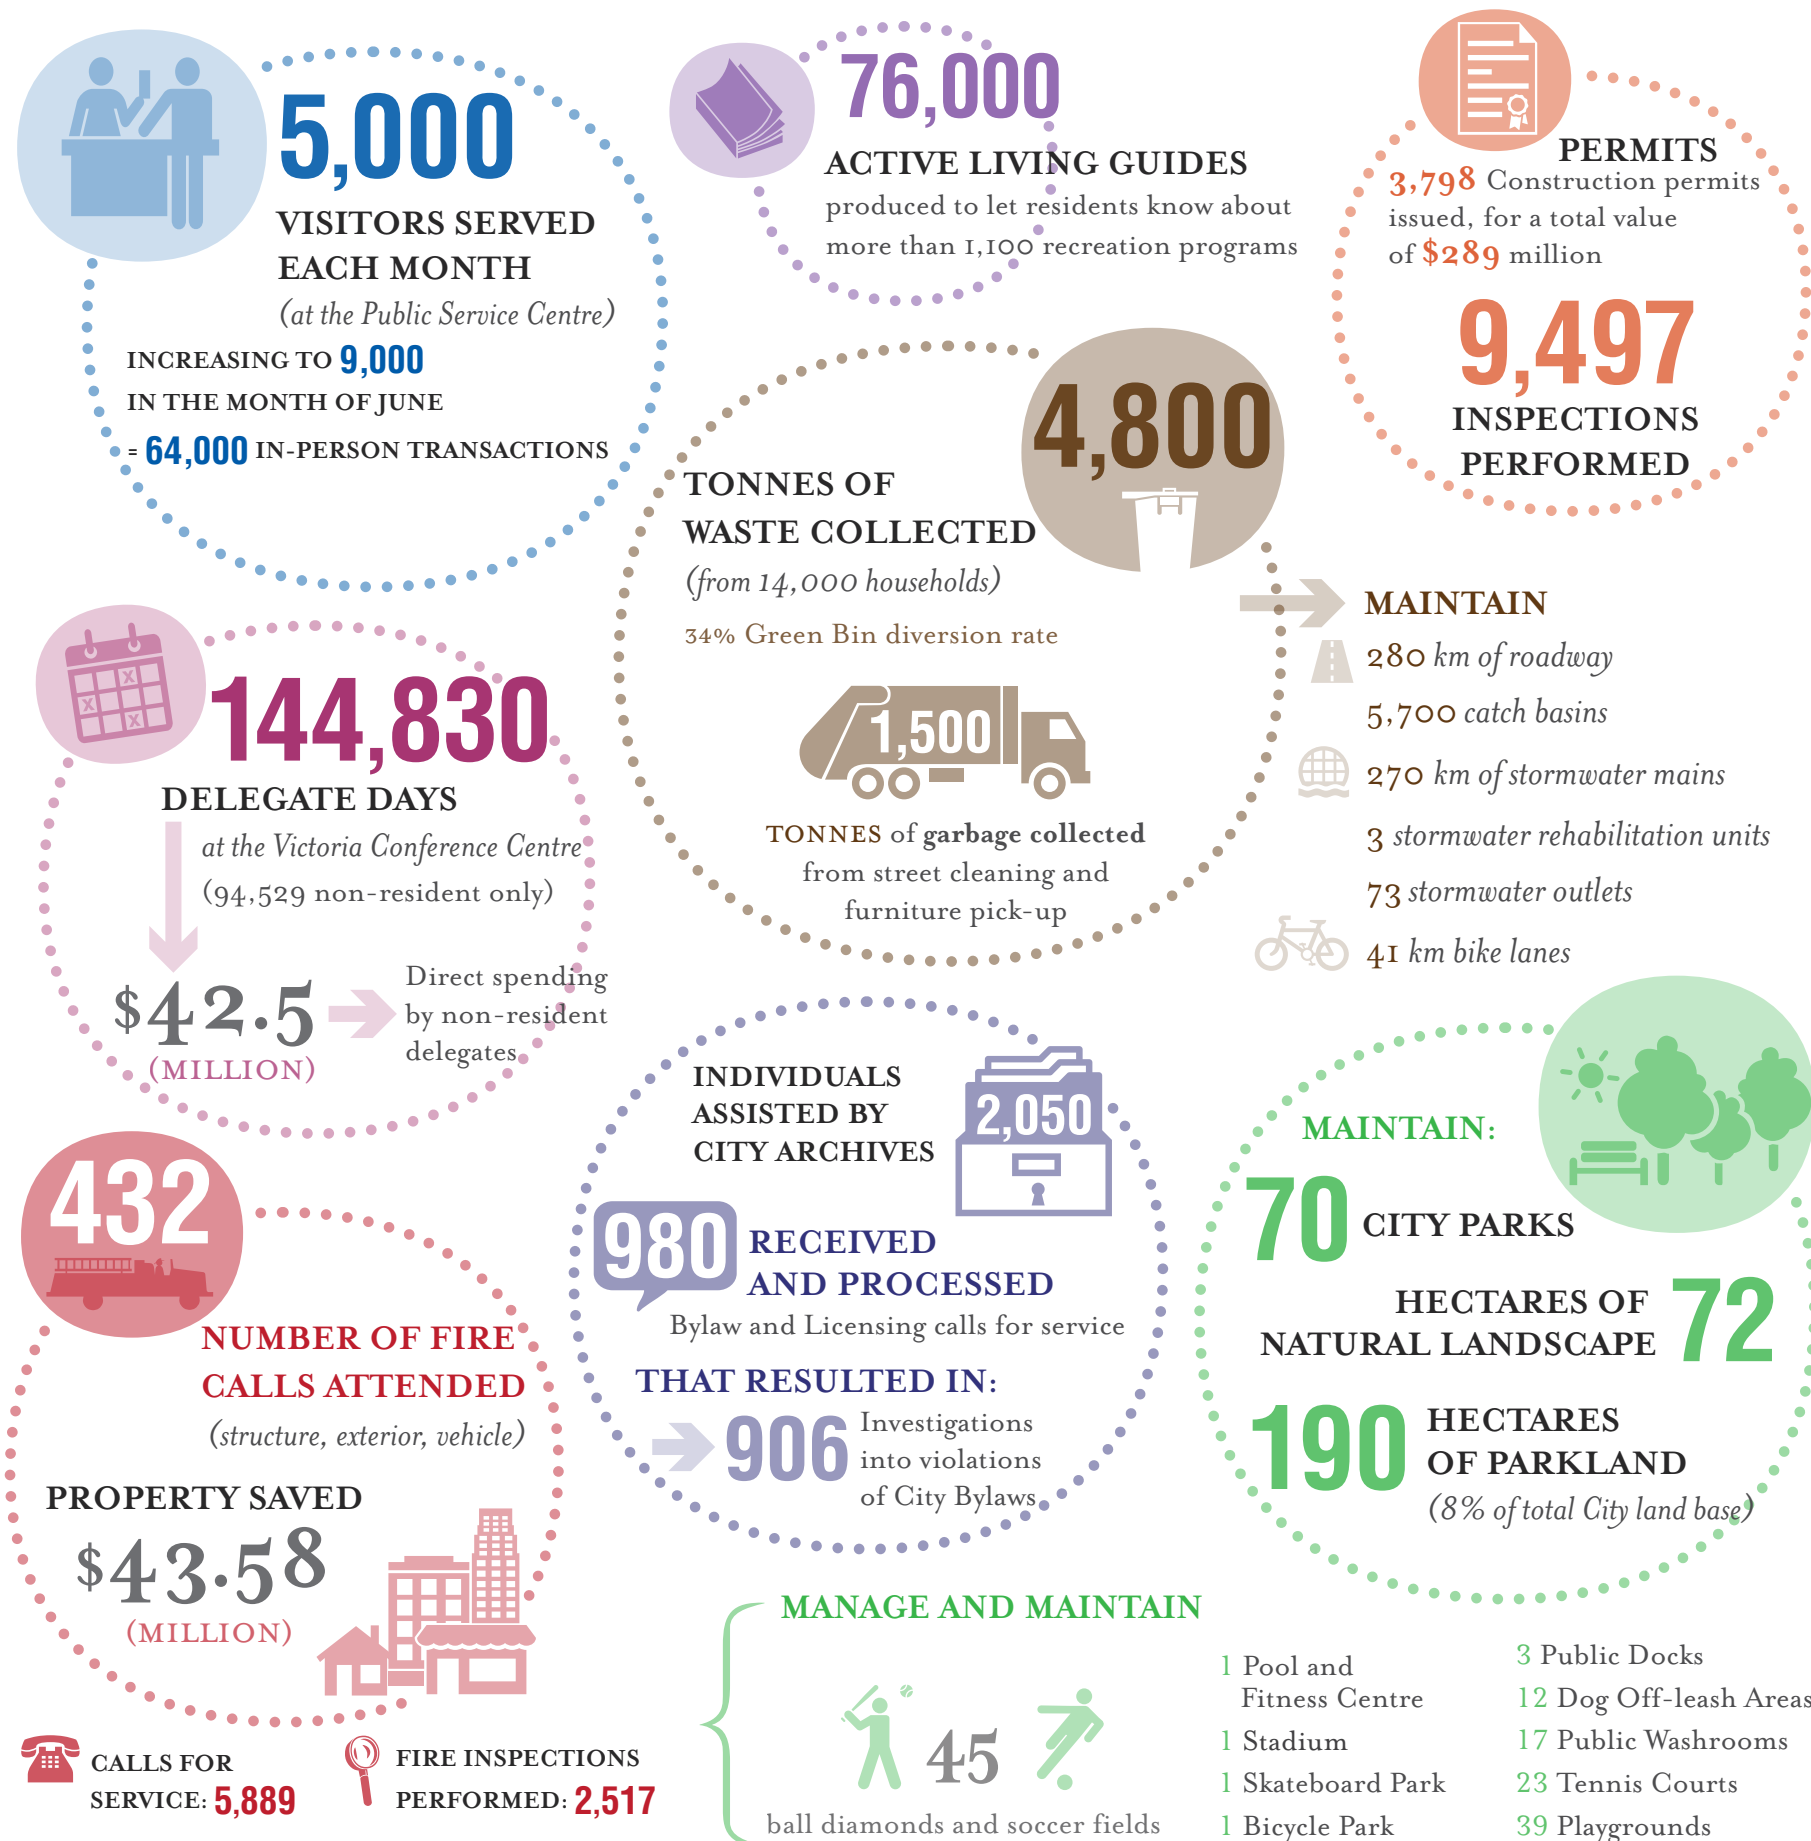 5,000
VISITORS SERVED
EACH MONTH
(at the Public Service Centre)
INCREASING TO 9,000
IN THE MONTH OF JUNE
= 64,000 IN-PERSON TRANSACTIONS
76,000
ACTIVE LIVING GUIDES
produced to let residents know about
more than 1,100 recreation programs
PERMITS
3,798 Construction permits
issued, for a total value
of $289 million
9,497
INSPECTIONS
PERFORMED
4,800
TONNES OF
WASTE COLLECTED
(from 14,000 households)
34% Green Bin diversion rate
1,500
TONNES of garbage collected
from street cleaning and
furniture pick-up
MAINTAIN
280 km of roadway
5,700 catch basins
270 km of stormwater mains
3 stormwater rehabilitation units
73 stormwater outlets
41 km bike lanes
X
X
X
144,830
DELEGATE DAYS
at the Victoria Conference Centre
(94,529 non-resident only)
$42.5
(MILLION)
Direct spending
by non-resident
delegates
INDIVIDUALS
ASSISTED BY
CITY ARCHIVES
2,050
980
RECEIVED
AND PROCESSED
Bylaw and Licensing calls for service
THAT RESULTED IN:
906
Investigations
into violations
of City Bylaws
MAINTAIN:
70 CITY PARKS
HECTARES OF
NATURAL LANDSCAPE
72
190
HECTARES
OF PARKLAND
(8% of total City land base)
432
NUMBER OF FIRE
CALLS ATTENDED
(structure, exterior, vehicle)
PROPERTY SAVED
$43.58
(MILLION)
CALLS FOR
SERVICE: 5,889
FIRE INSPECTIONS
PERFORMED: 2,517
MANAGE AND MAINTAIN
45
ball diamonds and soccer fields
1 Pool and
Fitness Centre
1 Stadium
1 Skateboard Park
1 Bicycle Park
3 Public Docks
12 Dog Off-leash Areas
17 Public Washrooms
23 Tennis Courts
39 Playgrounds